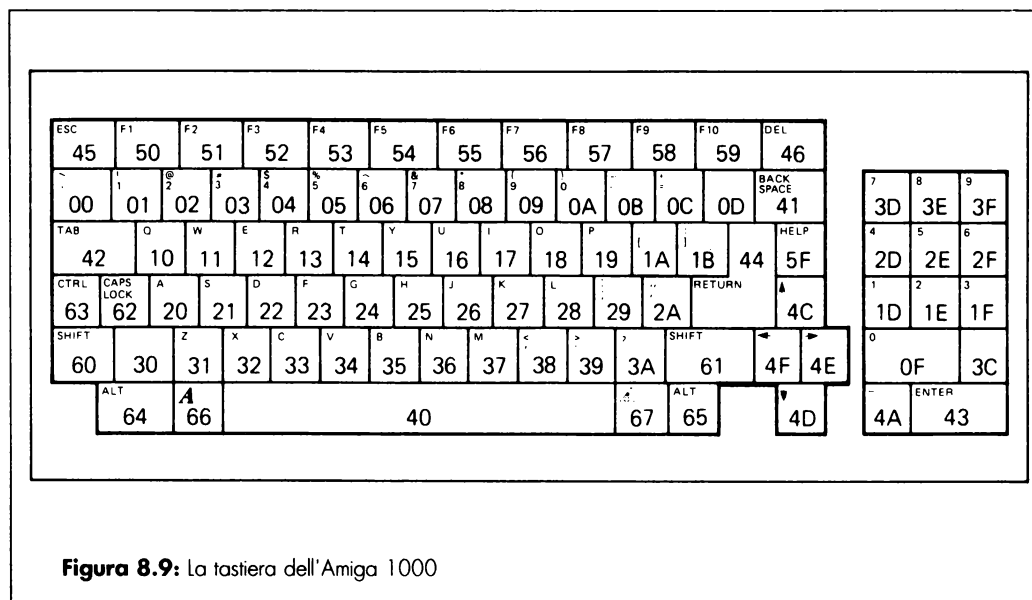 ESC F1 F2 F3 F4 F5 F6 F7 F8 F9 F10 DEL
45 50 51 52 53 54 55 56 57 58 59 46
~ ! @ # $ % ^ & * ( ) - + BACK
1 2 3 4 5 6 7 8 9 0 = SPACE
00 01 02 03 04 05 06 07 08 09 0A 0B 0C 0D 41
7 8 9
3D 3E 3F
TAB Q W E R T Y U I O P [ ] HELP
42 10 11 12 13 14 15 16 17 18 19 1A 1B 44 5F
4 5 6
2D 2E 2F
CTRL CAPS LOCK A S D F G H J K L RETURN
63 62 20 21 22 23 24 25 26 27 28 29 2A 4C
1 2 3
1D 1E 1F
SHIFT Z X C V B N M < > SHIFT
60 30 31 32 33 34 35 36 37 38 39 3A 61 4F 4E
0
0F 3C
ALT A ALT
64 66 40 67 65 4D
- ENTER
4A 43
Figura 8.9: La tastiera dell'Amiga 1000